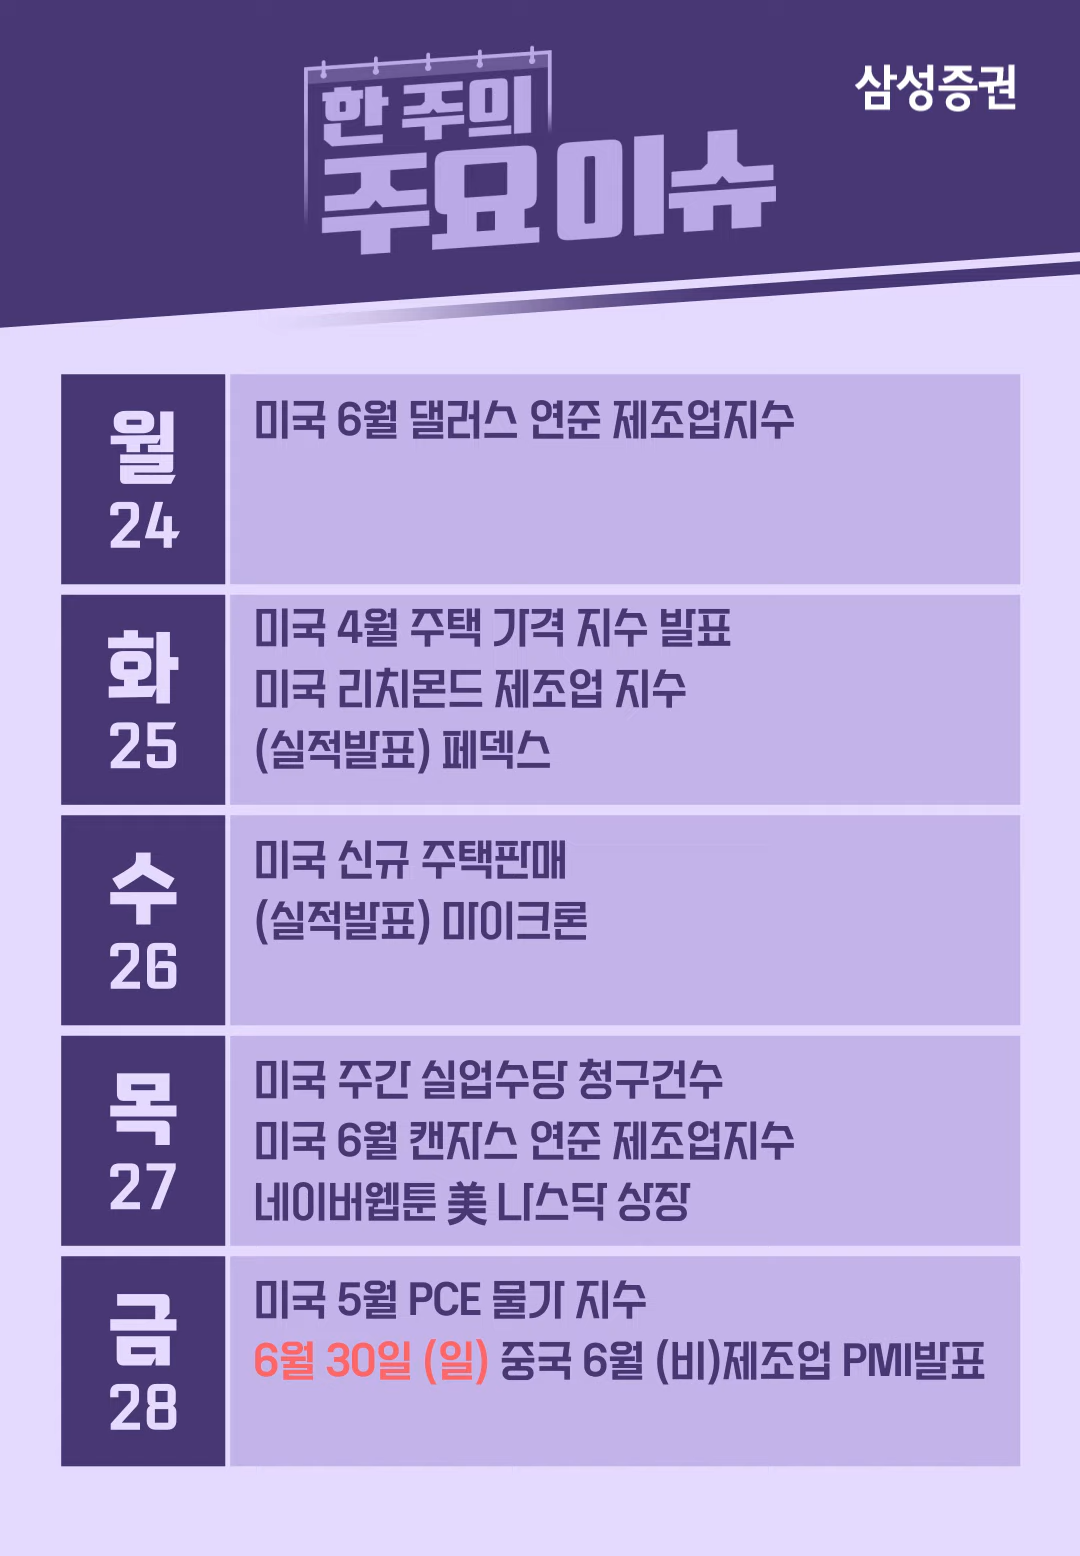 한 주의
주요 이슈
삼성증권
월
24
미국 6월 댈러스 연준 제조업지수
화
25
미국 4월 주택 가격 지수 발표
미국 리치몬드 제조업 지수
(실적발표) 페덱스
수
26
미국 신규 주택판매
(실적발표) 마이크론
목
27
미국 주간 실업수당 청구건수
미국 6월 캔자스 연준 제조업지수
네이버웹툰 美 나스닥 상장
금
28
미국 5월 PCE 물가 지수
6월 30일 (일) 중국 6월 (비)제조업 PMI발표